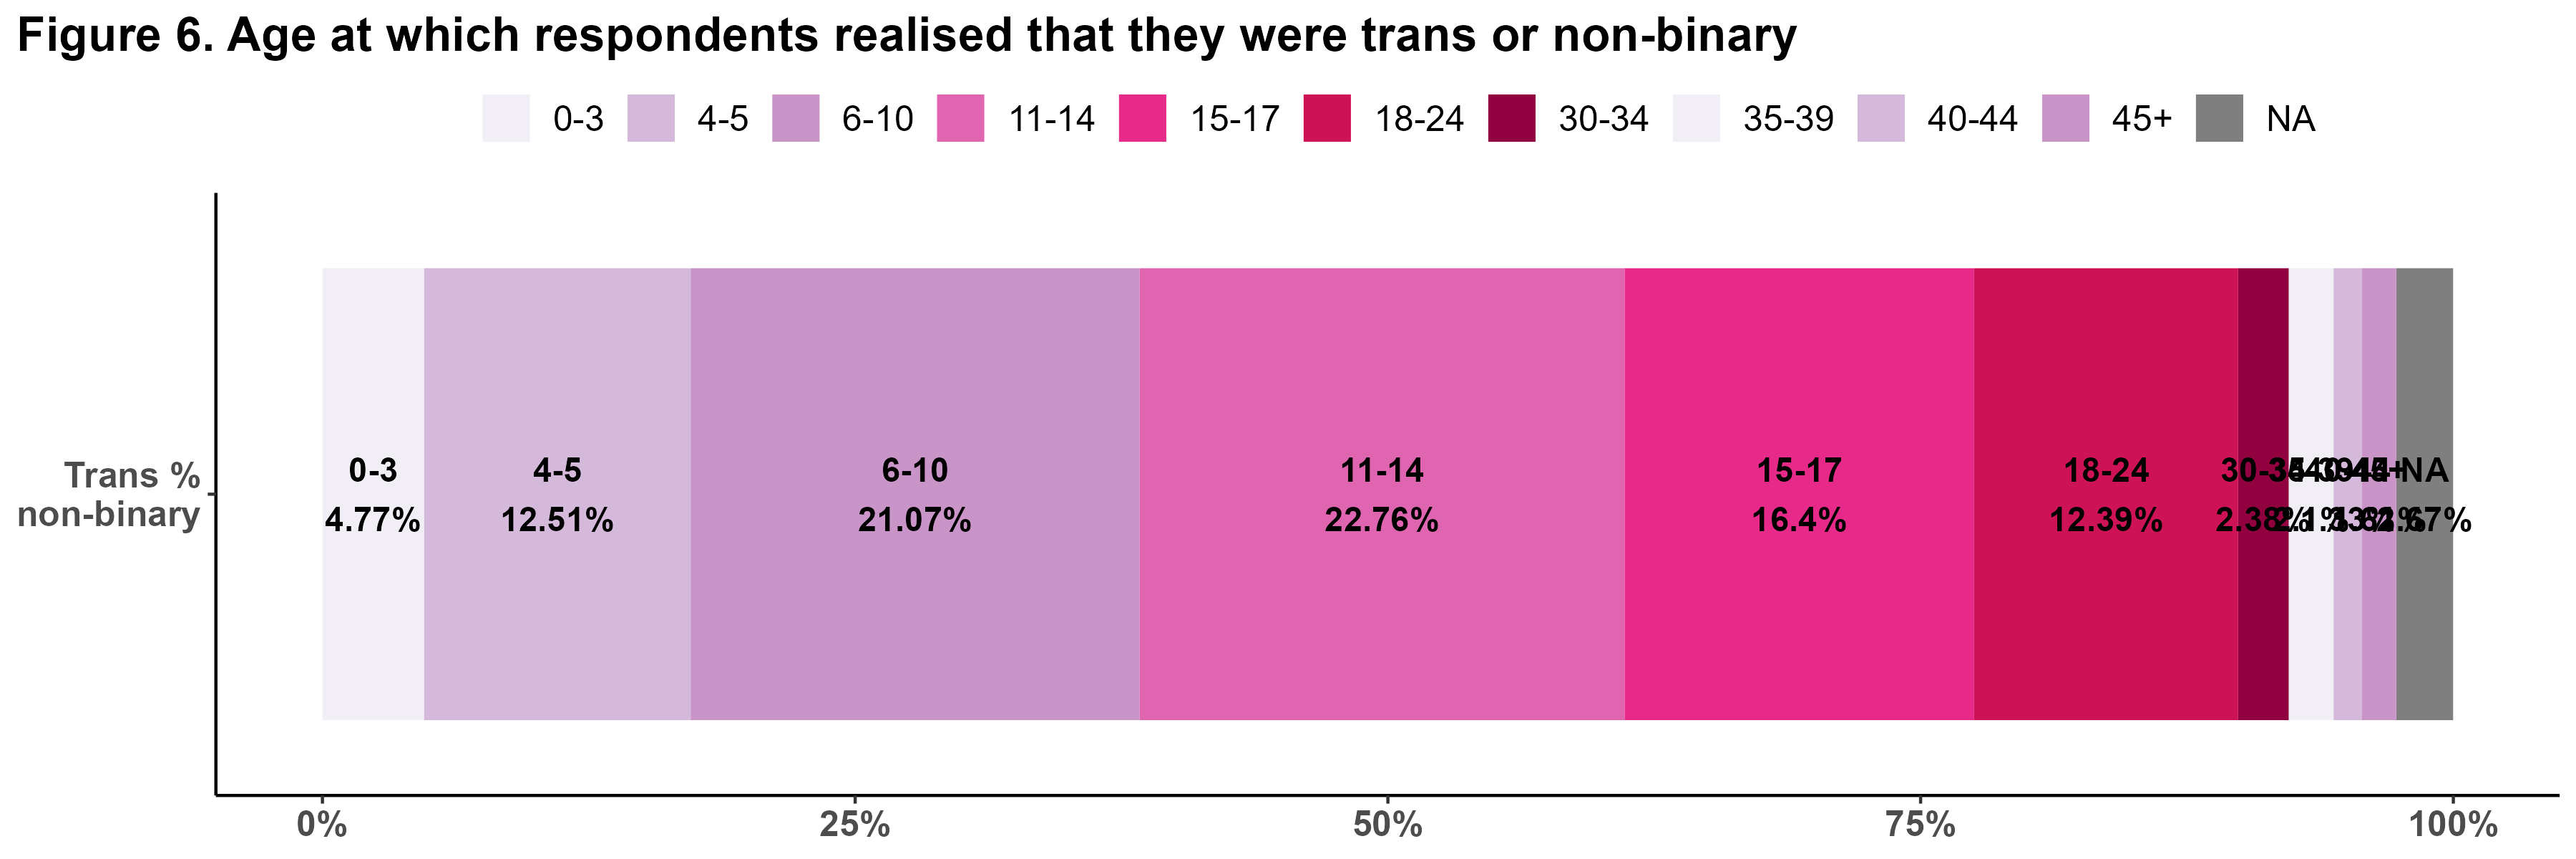 Figure 6. Age at which respondents realised that they were trans or non-binary
0-3 4-5 6-10 11-14 15-17 18-24 30-34 35-39 40-44 45+ NA
Trans %
non-binary
0-3 4-5 6-10 11-14 15-17 18-24 NA
4.77% 12.51% 21.07% 22.76% 16.4% 12.39% 2.38%
0% 25% 50% 75% 100%